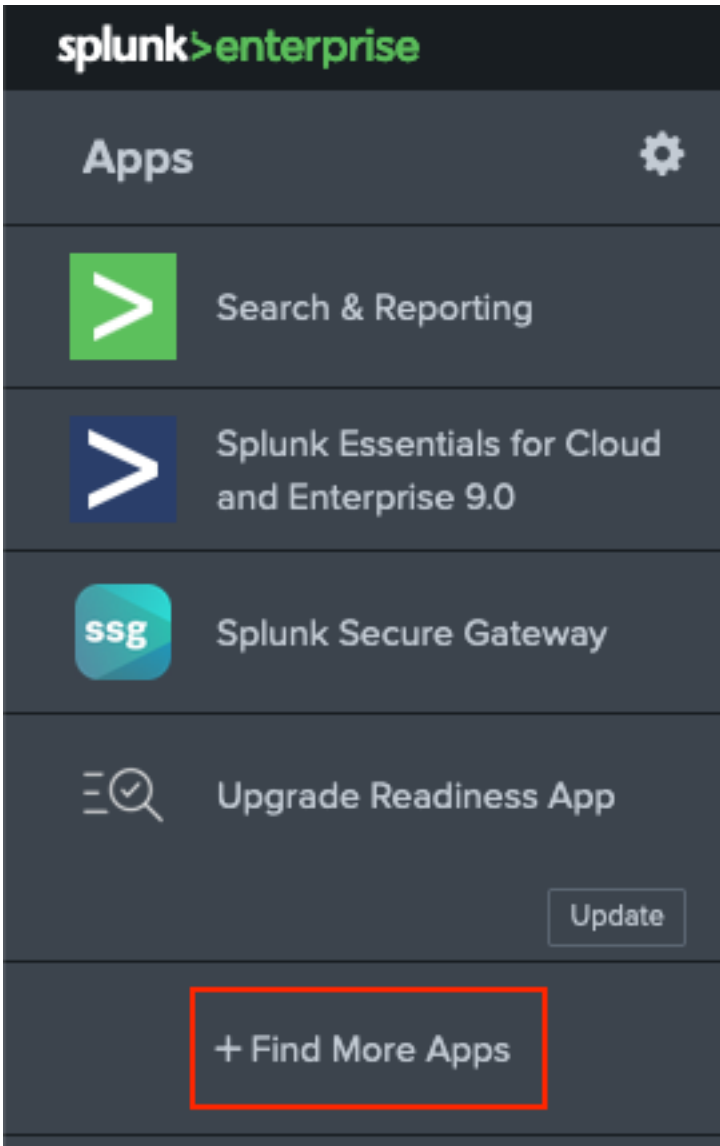 splunk>enterprise
Apps
Search & Reporting
Splunk Essentials for Cloud
and Enterprise 9.0
ssg
Splunk Secure Gateway
Upgrade Readiness App
Update
+ Find More Apps